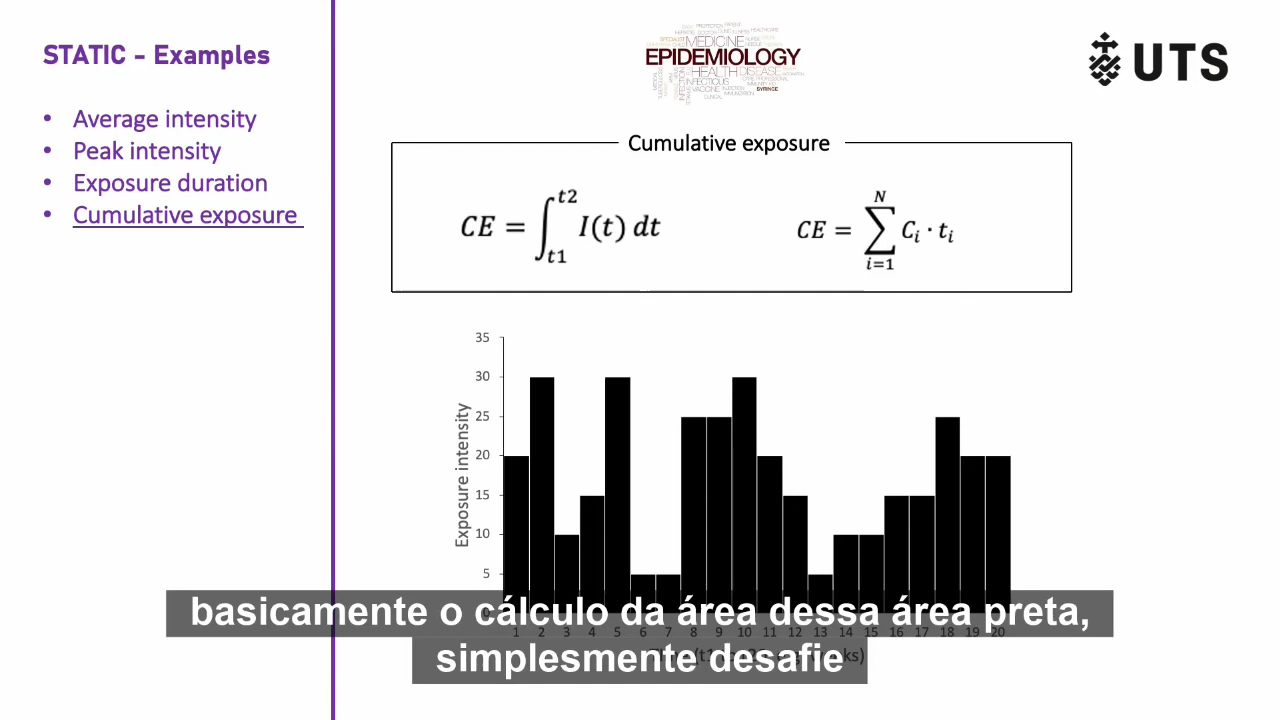 STATIC - Examples
• Average intensity
• Peak intensity
• Exposure duration
• Cumulative exposure
MEDICINE
EPIDEMIOLOGY
HEALTH DISEASE
INFECTIOUS
VACCINE
SYRINGE
UTS
Cumulative exposure
CE = ∫_{t1}^{t2} I(t) dt
CE = ∑_{i=1}^{N} C_i · t_i
Exposure intensity
35
30
25
20
15
10
5
1 2 3 4 5 6 7 8 9 10 11 12 13 14 15 16 17 18 19 20
basicamente o cálculo da área dessa área preta,
simplesmente desafie